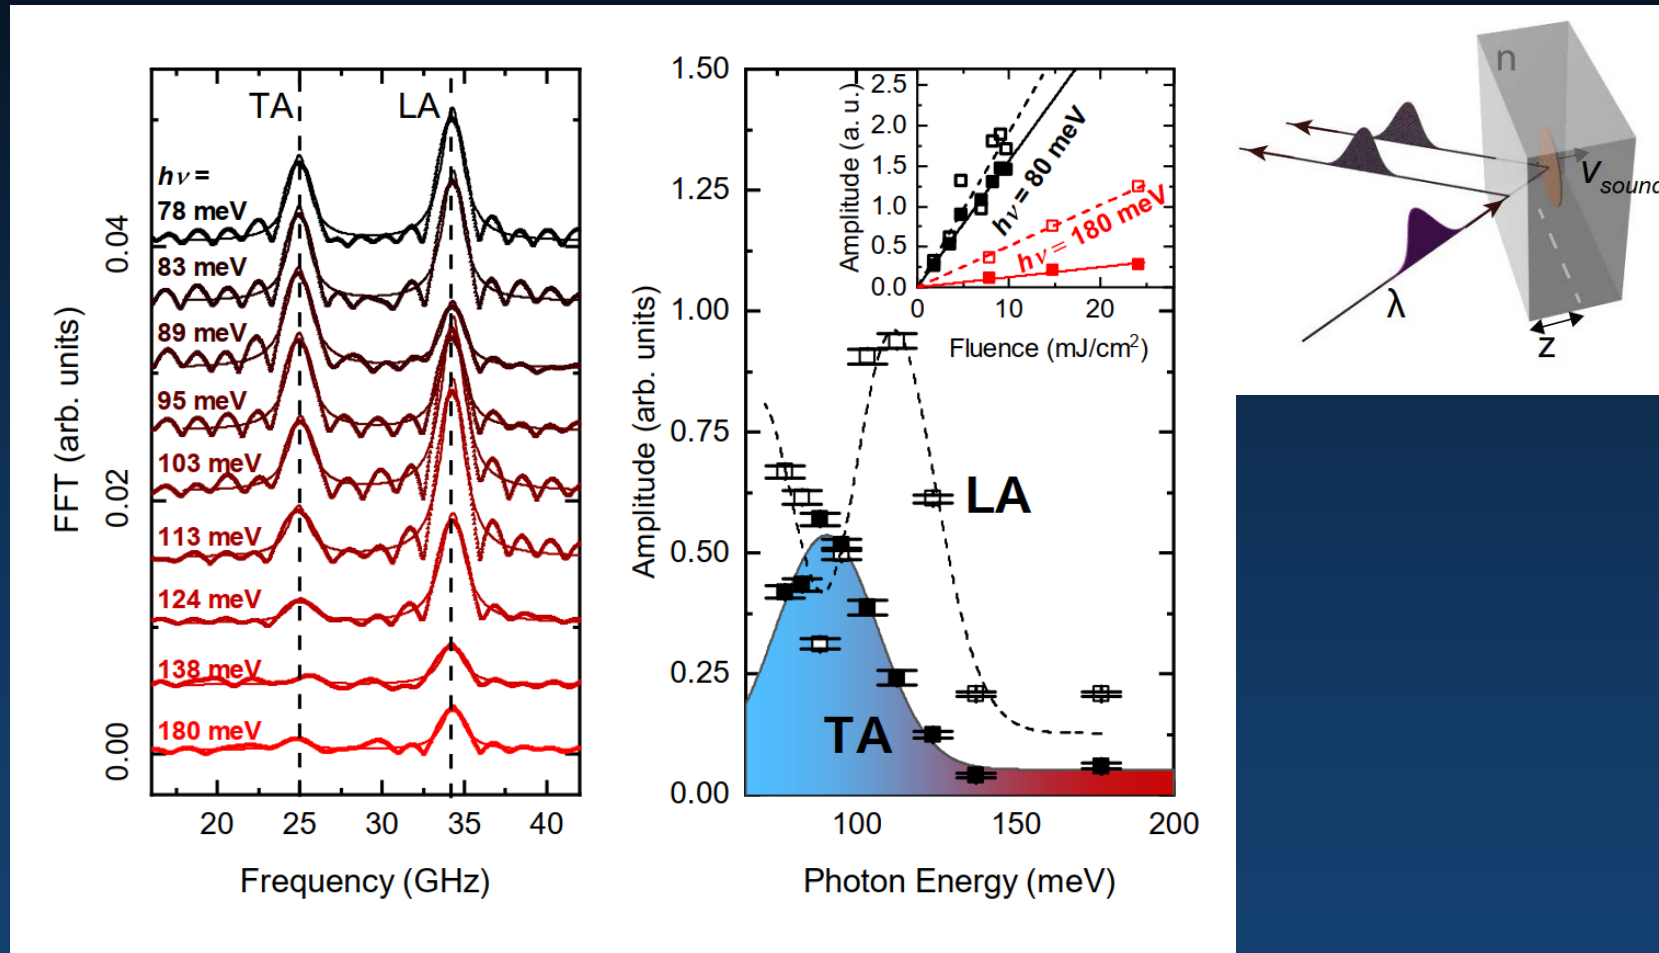 TA
LA
hν =
78 meV
83 meV
89 meV
95 meV
103 meV
113 meV
124 meV
138 meV
180 meV
0.04
0.02
0.00
FFT (arb. units)
20
25
30
35
40
Frequency (GHz)
1.50
1.25
1.00
0.75
0.50
0.25
0.00
Amplitude (arb. units)
LA
TA
100
150
200
Photon Energy (meV)
2.5
2.0
1.5
1.0
0.5
0.0
Amplitude (a. u.)
hν = 80 meV
hν = 180 meV
0
10
20
Fluence (mJ/cm²)
n
Vsound
λ
z